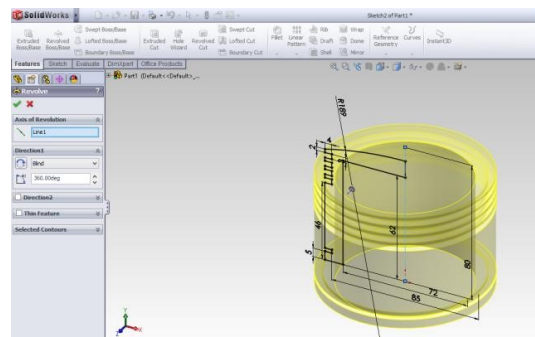 SolidWorks
Sketch2 of Part1 *
Extruded Boss/Base
Revolved Boss/Base
Swept Boss/Base
Lofted Boss/Base
Boundary Boss/Base
Extruded Cut
Hole Wizard
Revolved Cut
Swept Cut
Lofted Cut
Boundary Cut
Fillet
Linear Pattern
Rib
Draft
Shell
Wrap
Dome
Mirror
Reference Geometry
Curves
Instant3D
Features Sketch Evaluate DimXpert Office Products
Part1 (Default<<Default>_...
Revolve ?
Axis of Revolution
Line1
Direction1
Blind
360.00deg
Direction2
Thin Feature
Selected Contours
R189
4
2
62
80
5
72
85